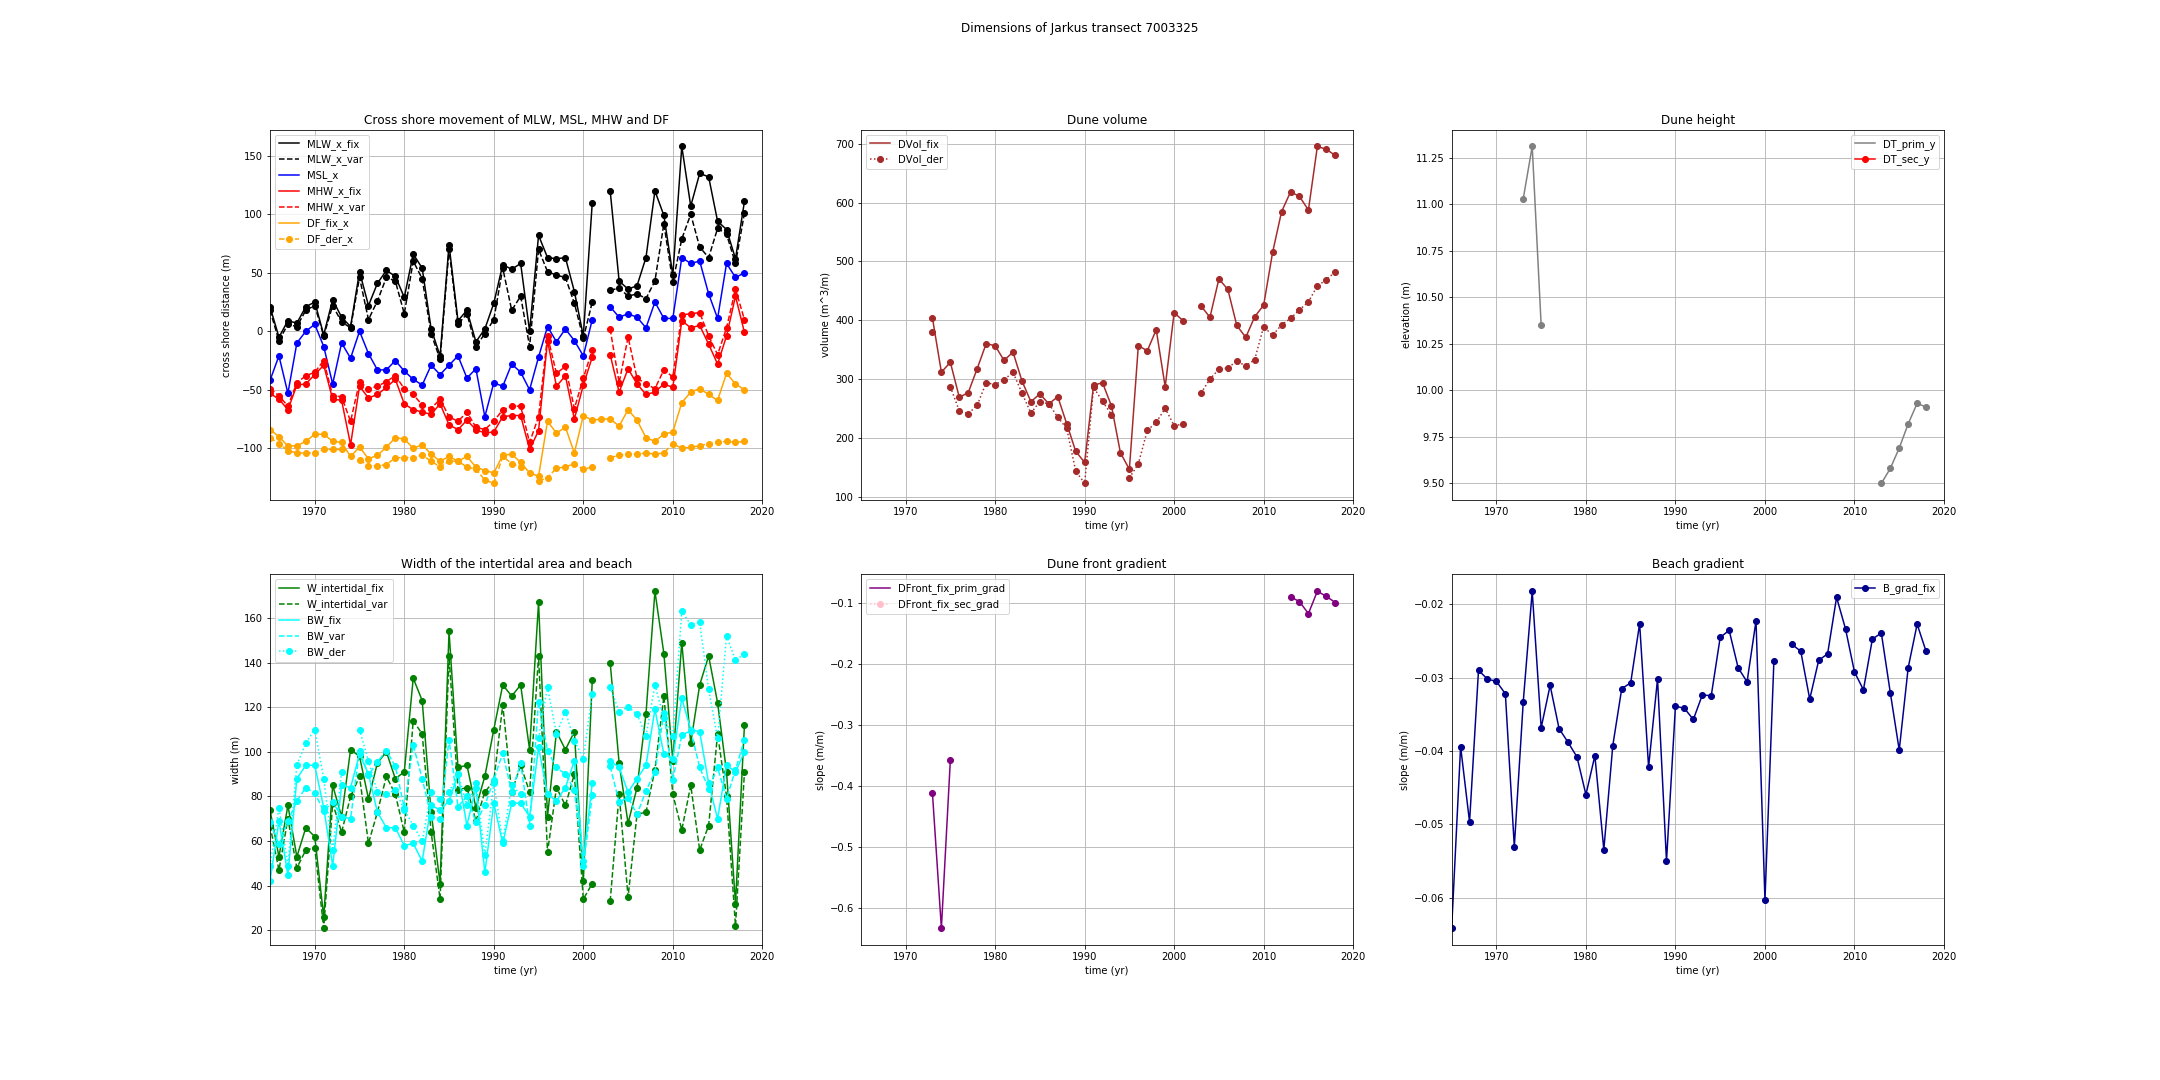 Dimensions of Jarkus transect 7003325
Cross shore movement of MLW, MSL, MHW and DF
cross shore distance (m)
150
100
50
0
−50
−100
MLW_x_fix
MLW_x_var
MSL_x
MHW_x_fix
MHW_x_var
DF_fix_x
DF_der_x
1970 1980 1990 2000 2010 2020
time (yr)
Dune volume
volume (m^3/m)
700
600
500
400
300
200
100
DVol_fix
DVol_der
1970 1980 1990 2000 2010 2020
time (yr)
Dune height
elevation (m)
11.25
11.00
10.75
10.50
10.25
10.00
9.75
9.50
DT_prim_y
DT_sec_y
1970 1980 1990 2000 2010 2020
time (yr)
Width of the intertidal area and beach
width (m)
160
140
120
100
80
60
40
20
W_intertidal_fix
W_intertidal_var
BW_fix
BW_var
BW_der
1970 1980 1990 2000 2010 2020
time (yr)
Dune front gradient
slope (m/m)
−0.1
−0.2
−0.3
−0.4
−0.5
−0.6
DFront_fix_prim_grad
DFront_fix_sec_grad
1970 1980 1990 2000 2010 2020
time (yr)
Beach gradient
slope (m/m)
−0.02
−0.03
−0.04
−0.05
−0.06
B_grad_fix
1970 1980 1990 2000 2010 2020
time (yr)